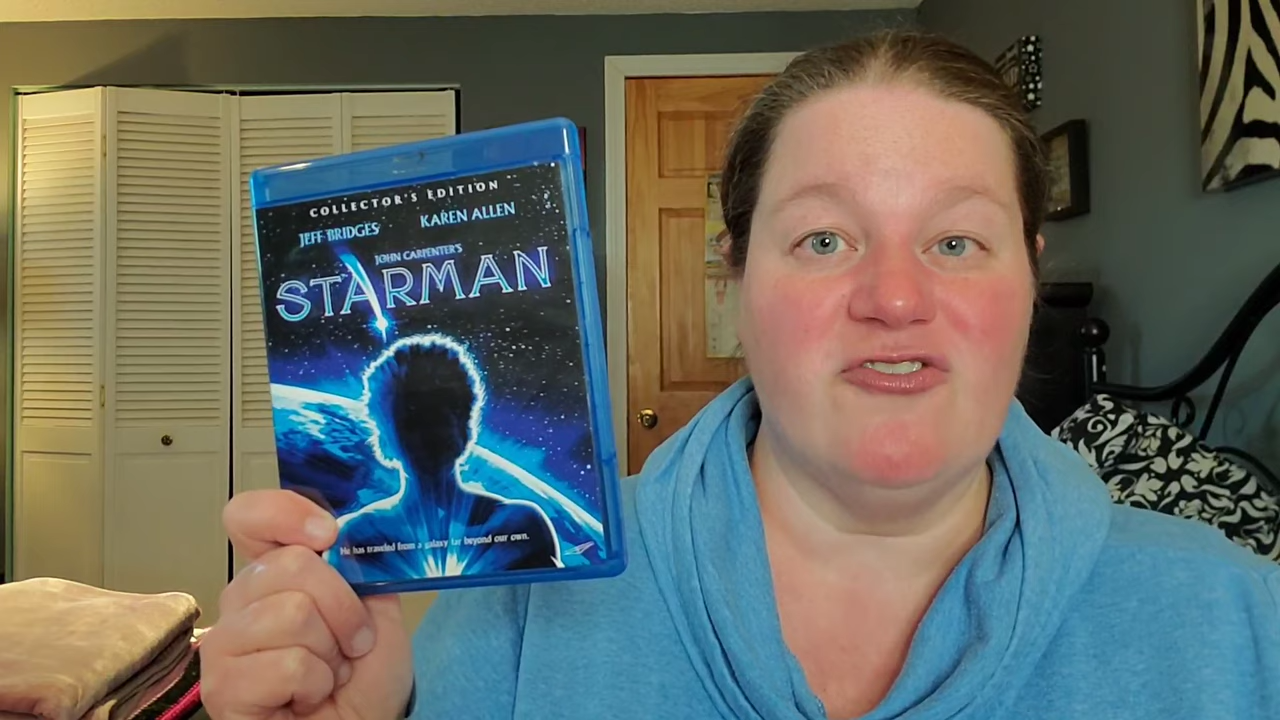 COLLECTOR'S EDITION
JEFF BRIDGES KAREN ALLEN
JOHN CARPENTER'S
STARMAN
He has traveled from a galaxy far beyond our own.